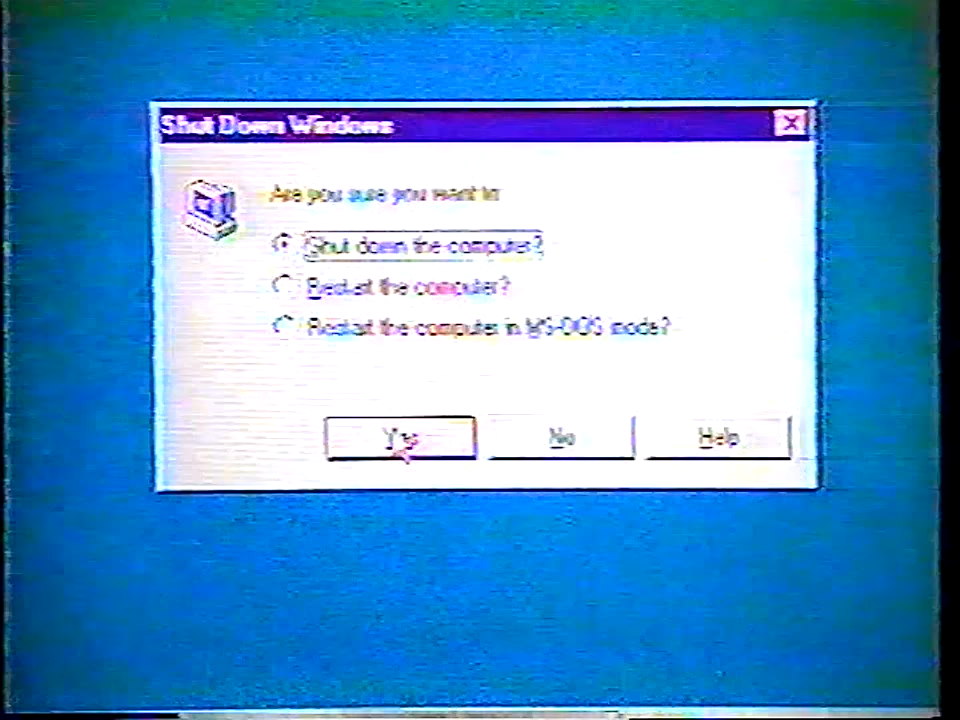 Shut Down Windows
Are you sure you want to:
Shut down the computer?
Restart the computer?
Restart the computer in MS-DOS mode?
Yes
No
Help